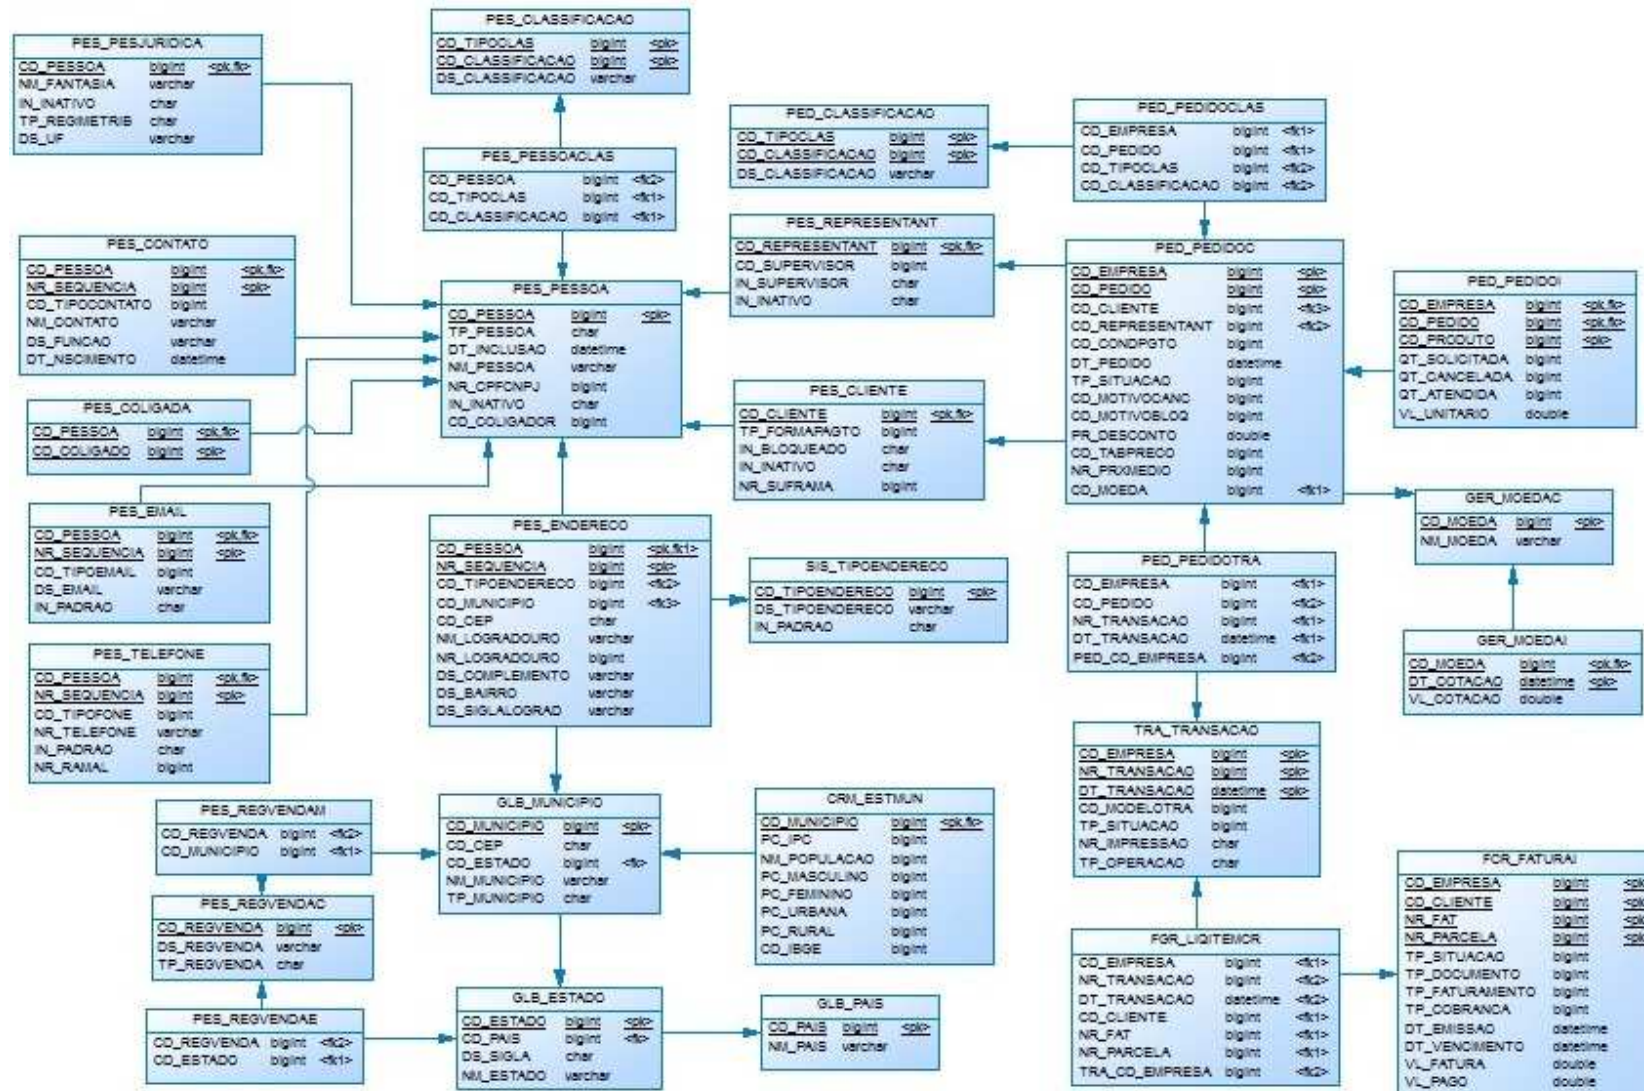 PES_PESJURIDICA
CD_PESSOA bigint <pk,fk>
NM_FANTASIA varchar
IN_INATIVO char
TP_REGIMETRIB char
DS_UF varchar
PES_CLASSIFICACAO
CD_TIPOCLAS bigint <pk>
CD_CLASSIFICACAO bigint <pk>
DS_CLASSIFICACAO varchar
PES_PESSOACLAS
CD_PESSOA bigint <fk2>
CD_TIPOCLAS bigint <fk1>
CD_CLASSIFICACAO bigint <fk1>
PED_CLASSIFICACAO
CD_TIPOCLAS bigint <pk>
CD_CLASSIFICACAO bigint <pk>
DS_CLASSIFICACAO varchar
PED_PEDIDOCLAS
CD_EMPRESA bigint <fk1>
CD_PEDIDO bigint <fk1>
CD_TIPOCLAS bigint <fk2>
CD_CLASSIFICACAO bigint <fk2>
PES_CONTATO
CD_PESSOA bigint <pk,fk>
NR_SEQUENCIA bigint <pk>
CD_TIPOCONTATO bigint
NM_CONTATO varchar
DS_FUNCAO varchar
DT_NSCIMENTO datetime
PES_PESSOA
CD_PESSOA bigint <pk>
TP_PESSOA char
DT_INCLUSAO datetime
NM_PESSOA varchar
NR_CPFCNPJ bigint
IN_INATIVO char
CD_COLIGADOR bigint
PES_REPRESENTANT
CD_REPRESENTANT bigint <pk,fk>
CD_SUPERVISOR bigint
IN_SUPERVISOR char
IN_INATIVO char
PED_PEDIDOC
CD_EMPRESA bigint <pk>
CD_PEDIDO bigint <pk>
CD_CLIENTE bigint <fk3>
CD_REPRESENTANT bigint <fk2>
CD_CONDPGTO bigint
DT_PEDIDO datetime
TP_SITUACAO bigint
CD_MOTIVOCANC bigint
CD_MOTIVOBLOQ bigint
PR_DESCONTO double
CD_TABPRECO bigint
NR_PRXMEDIO bigint
CD_MOEDA bigint <fk1>
PED_PEDIDOI
CD_EMPRESA bigint <pk,fk>
CD_PEDIDO bigint <pk,fk>
CD_PRODUTO bigint <pk>
QT_SOLICITADA bigint
QT_CANCELADA bigint
QT_ATENDIDA bigint
VL_UNITARIO double
PES_COLIGADA
CD_PESSOA bigint <pk,fk>
CD_COLIGADO bigint <pk>
PES_CLIENTE
CD_CLIENTE bigint <pk,fk>
TP_FORMAPAGTO bigint
IN_BLOQUEADO char
IN_INATIVO char
NR_SUFRAMA bigint
PES_EMAIL
CD_PESSOA bigint <pk,fk>
NR_SEQUENCIA bigint <pk>
CD_TIPOEMAIL bigint
DS_EMAIL varchar
IN_PADRAO char
PES_ENDERECO
CD_PESSOA bigint <pk,fk1>
NR_SEQUENCIA bigint <pk>
CD_TIPOENDERECO bigint <fk2>
CD_MUNICIPIO bigint <fk3>
CD_CEP char
NM_LOGRADOURO varchar
NR_LOGRADOURO bigint
DS_COMPLEMENTO varchar
DS_BAIRRO varchar
DS_SIGLALOGRAD varchar
SIS_TIPOENDERECO
CD_TIPOENDERECO bigint <pk>
DS_TIPOENDERECO varchar
IN_PADRAO char
GER_MOEDAC
CD_MOEDA bigint <pk>
NM_MOEDA varchar
PED_PEDIDOTRA
CD_EMPRESA bigint <fk1>
CD_PEDIDO bigint <fk2>
NR_TRANSACAO bigint <fk1>
DT_TRANSACAO datetime <fk1>
PED_CD_EMPRESA bigint <fk2>
GER_MOEDAI
CD_MOEDA bigint <pk,fk>
DT_COTACAO datetime <pk>
VL_COTACAO double
PES_TELEFONE
CD_PESSOA bigint <pk,fk>
NR_SEQUENCIA bigint <pk>
CD_TIPOFONE bigint
NR_TELEFONE varchar
IN_PADRAO char
NR_RAMAL bigint
TRA_TRANSACAO
CD_EMPRESA bigint <pk>
NR_TRANSACAO bigint <pk>
DT_TRANSACAO datetime <pk>
CD_MODELOTRA bigint
TP_SITUACAO bigint
NR_IMPRESSAO char
TP_OPERACAO char
PES_REGVENDAM
CD_REGVENDA bigint <fk2>
CD_MUNICIPIO bigint <fk1>
GLB_MUNICIPIO
CD_MUNICIPIO bigint <pk>
CD_CEP char
CD_ESTADO bigint <fk>
NM_MUNICIPIO varchar
TP_MUNICIPIO char
CRM_ESTMUN
CD_MUNICIPIO bigint <pk,fk>
PC_IPC bigint
NM_POPULACAO bigint
PC_MASCULINO bigint
PC_FEMININO bigint
PC_URBANA bigint
PC_RURAL bigint
CD_IBGE bigint
PES_REGVENDAC
CD_REGVENDA bigint <pk>
DS_REGVENDA varchar
TP_REGVENDA char
FGR_LIQITEMCR
CD_EMPRESA bigint <fk1>
NR_TRANSACAO bigint <fk2>
DT_TRANSACAO datetime <fk2>
CD_CLIENTE bigint <fk1>
NR_FAT bigint <fk1>
NR_PARCELA bigint <fk1>
TRA_CD_EMPRESA bigint <fk2>
FCR_FATURAI
CD_EMPRESA bigint <pk
CD_CLIENTE bigint <pk
NR_FAT bigint <pk
NR_PARCELA bigint <pk
TP_SITUACAO bigint
TP_DOCUMENTO bigint
TP_FATURAMENTO bigint
TP_COBRANCA bigint
DT_EMISSAO datetime
DT_VENCIMENTO datetime
VL_FATURA double
VL_PAGO double
PES_REGVENDAE
CD_REGVENDA bigint <fk2>
CD_ESTADO bigint <fk1>
GLB_ESTADO
CD_ESTADO bigint <pk>
CD_PAIS bigint <fk>
DS_SIGLA char
NM_ESTADO varchar
GLB_PAIS
CD_PAIS bigint <pk>
NM_PAIS varchar